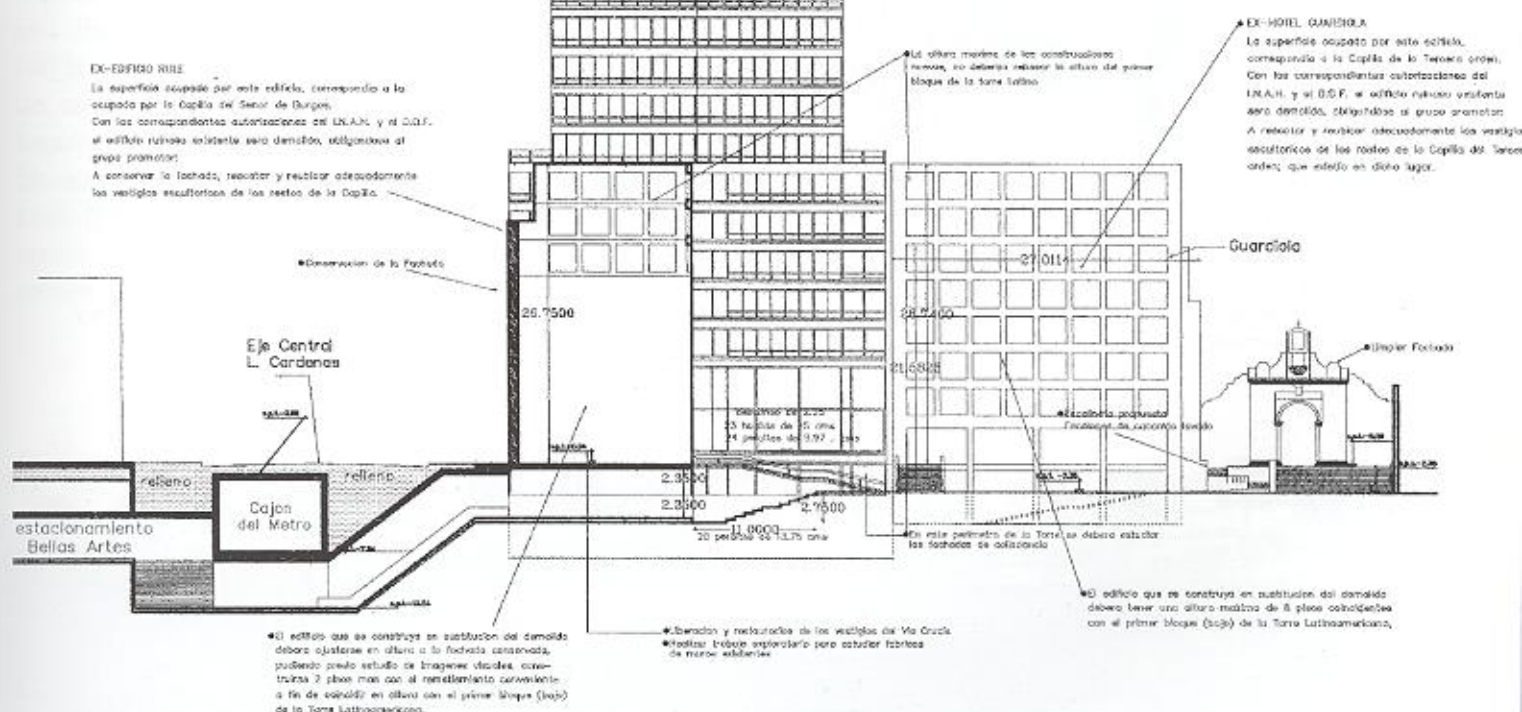 EX-EDIFICIO RULE
La superficie ocupada por este edificio, correspondia a la
ocupada por la Capilla del Senor de Burgos.
Con las correspondientes autorizaciones del I.N.A.H. y el D.D.F.
el edificio ruinoso existente sera demolido, obligandose al
grupo promotor:
A conservar la fachada, rescatar y reubicar adecuadamente
los vestigios escultoricos de los restos de la Capilla.
La altura maxima de las construcciones
nuevas, no deberan rebasar la altura del primer
bloque de la torre latino
EX-HOTEL GUARDIOLA
La superficie ocupada por este edificio,
correspondia a la Capilla de la Tercera orden.
Con las correspondientes autorizaciones del
I.N.A.H. y el D.D.F. el edificio ruinoso existente
sera demolido, obligandose al grupo promotor:
A rescatar y reubicar adecuadamente los vestigios
escultoricos de los restos de la Capilla del Tercer
orden; que existio en dicho lugar.
Conservacion de la Fachada
Guardiola
27.0114
26.7500
Eje Central
L. Cardenas
Limpiar Fachada
Escalinata propuesta
relleno
relleno
Cajon
del Metro
estacionamiento
Bellas Artes
2.3500
2.3500
11.0000
2.7500
20 peraltes de 13.75 cms
En este perimetro de la Torre se debera estudiar
las fachadas de colindancia
El edificio que se construya en sustitucion del demolido
debera tener una altura maxima de 8 pisos coincidentes
con el primer bloque (bajo) de la Torre Latinoamericana,
El edificio que se construya en sustitucion del demolido
debera ajustarse en altura a la fachada conservada,
pudiendo previo estudio de imagenes visuales, cons-
truirse 2 pisos mas con el remetimiento conveniente
a fin de coincidir en altura con el primer bloque (bajo)
de la Torre Latinoamericana.
Liberacion y restauracion de los vestigios del Via Crucis
Realizar trabajo exploratorio para estudiar fabricas
de muros existentes